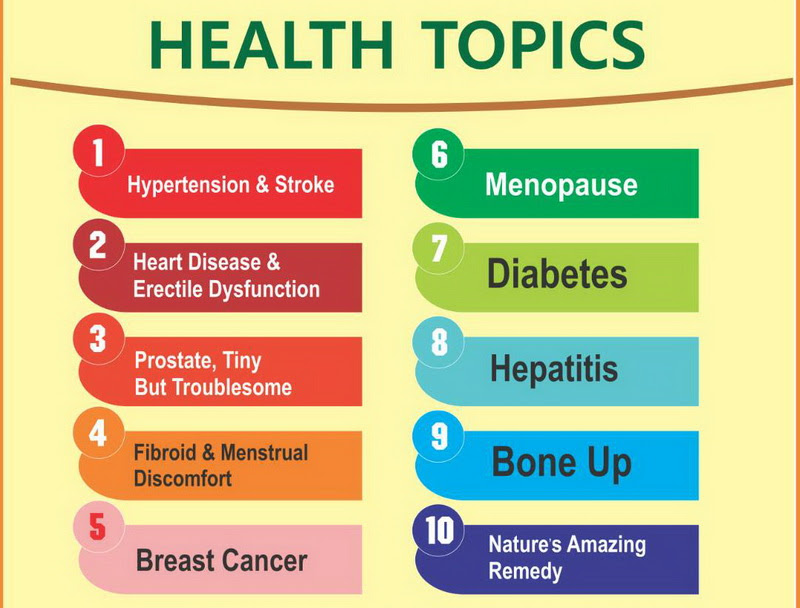 HEALTH TOPICS
1
Hypertension & Stroke
2
Heart Disease &
Erectile Dysfunction
3
Prostate, Tiny
But Troublesome
4
Fibroid & Menstrual
Discomfort
5
Breast Cancer
6
Menopause
7
Diabetes
8
Hepatitis
9
Bone Up
10
Nature's Amazing
Remedy